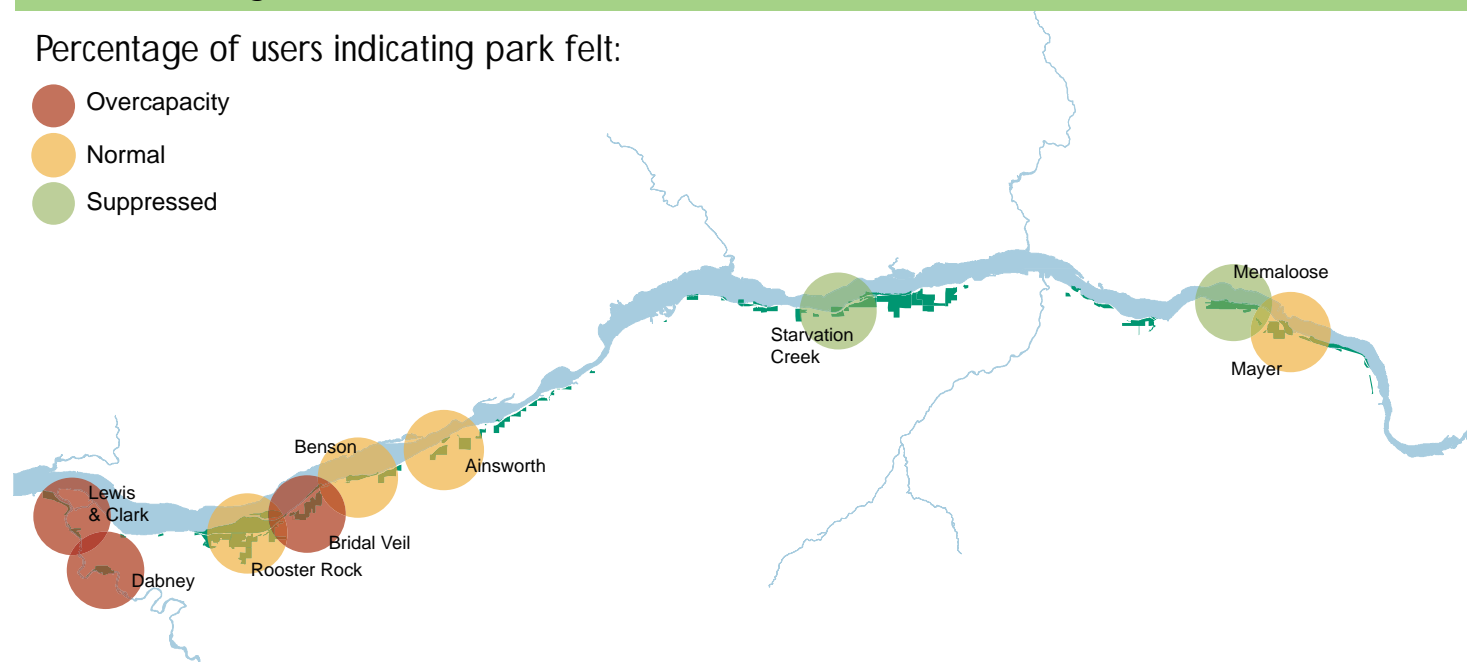 Percentage of users indicating park felt:
Overcapacity
Normal
Suppressed
Memaloose
Starvation
Creek
Mayer
Benson
Ainsworth
Lewis
& Clark
Bridal Veil
Rooster Rock
Dabney